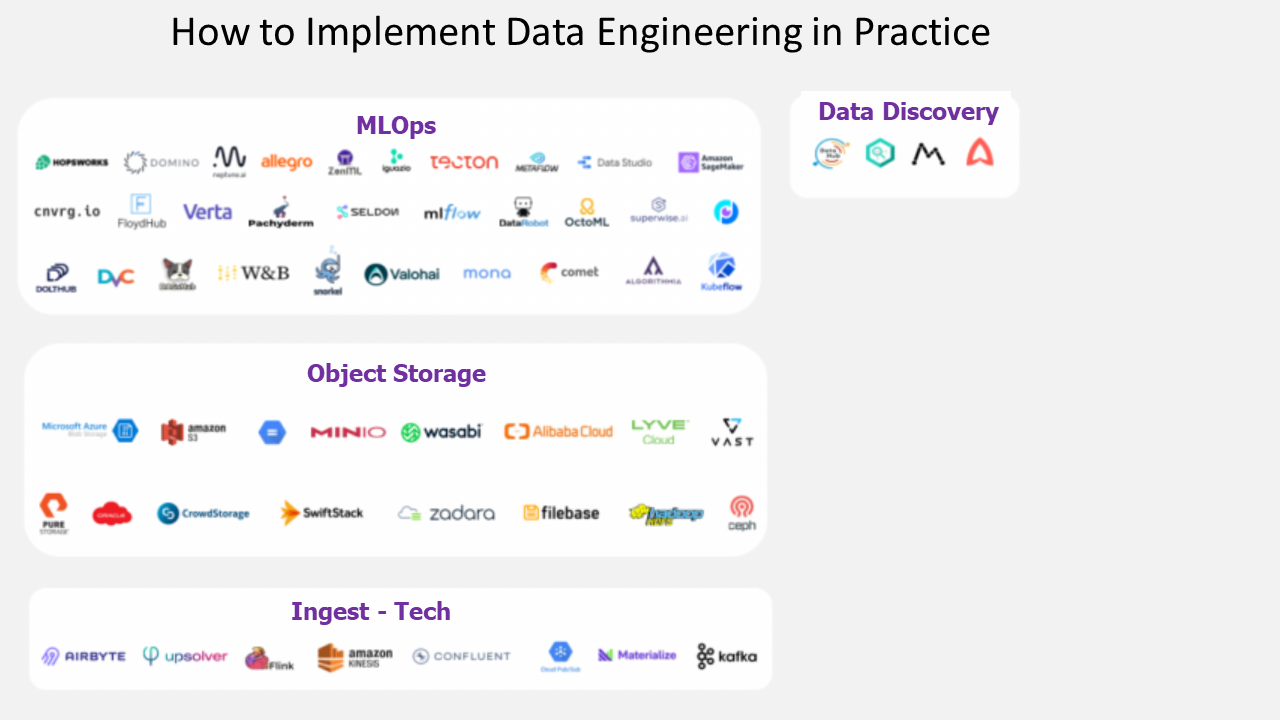 How to Implement Data Engineering in Practice
MLOps
HOPSWORKS DOMINO neptune.ai allegro ZenML iguazio TECTON METAFLOW Data Studio Amazon SageMaker
cnvrg.io FloydHub Verta Pachyderm SELDON mlflow DataRobot OctoML superwise.ai
DOLTHUB DVC W&B snorkel Valohai mona comet ALGORITHMIA Kubeflow
Data Discovery
Data Hub
Object Storage
Microsoft Azure Blob Storage amazon S3 MINIO wasabi Alibaba Cloud LYVE Cloud VAST
PURE STORAGE ORACLE CrowdStorage SwiftStack zadara filebase hadoop HDFS ceph
Ingest - Tech
AIRBYTE upsolver Flink amazon KINESIS CONFLUENT Cloud Pub/Sub Materialize kafka